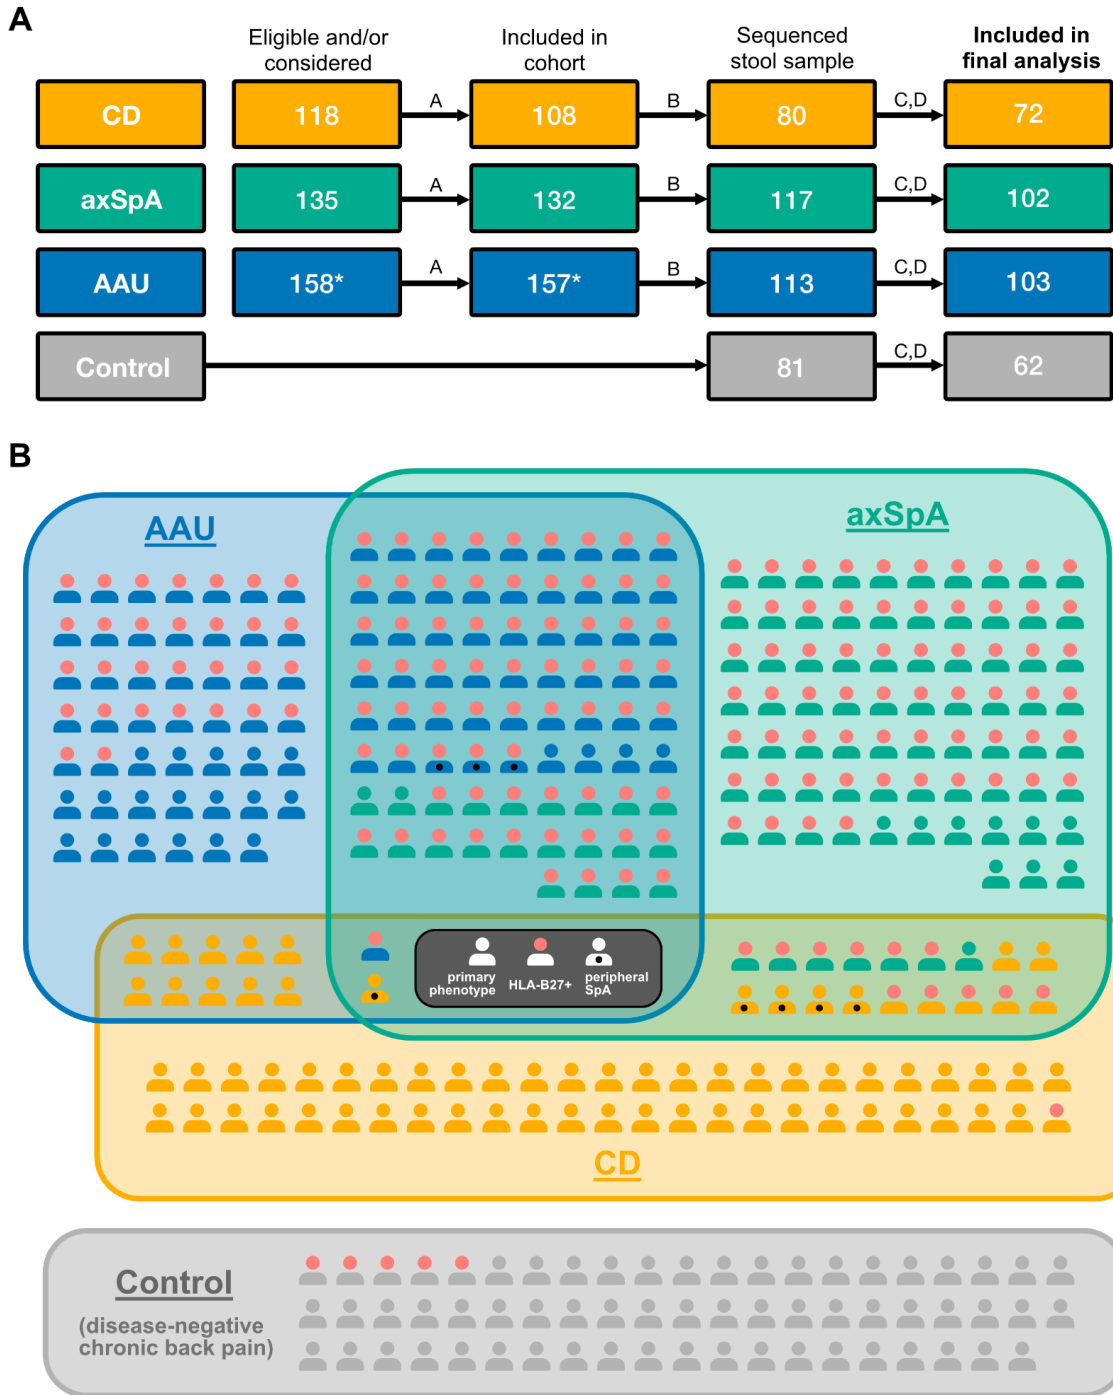 A
Eligible and/or
considered
Included in
cohort
Sequenced
stool sample
Included in
final analysis
CD
118
A
108
B
80
C,D
72
axSpA
135
A
132
B
117
C,D
102
AAU
158*
A
157*
B
113
C,D
103
Control
81
C,D
62
B
AAU
axSpA
primary
phenotype
HLA-B27+
peripheral
SpA
CD
Control
(disease-negative
chronic back pain)